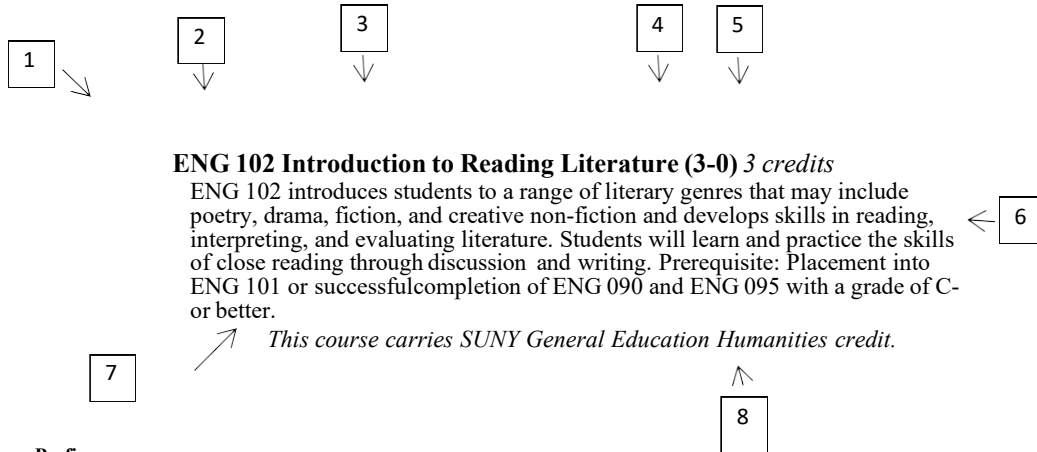 1
2
3
4
5
ENG 102 Introduction to Reading Literature (3-0) 3 credits
ENG 102 introduces students to a range of literary genres that may include
poetry, drama, fiction, and creative non-fiction and develops skills in reading,
interpreting, and evaluating literature. Students will learn and practice the skills
of close reading through discussion and writing. Prerequisite: Placement into
ENG 101 or successfulcompletion of ENG 090 and ENG 095 with a grade of C-
or better.
6
This course carries SUNY General Education Humanities credit.
7
8